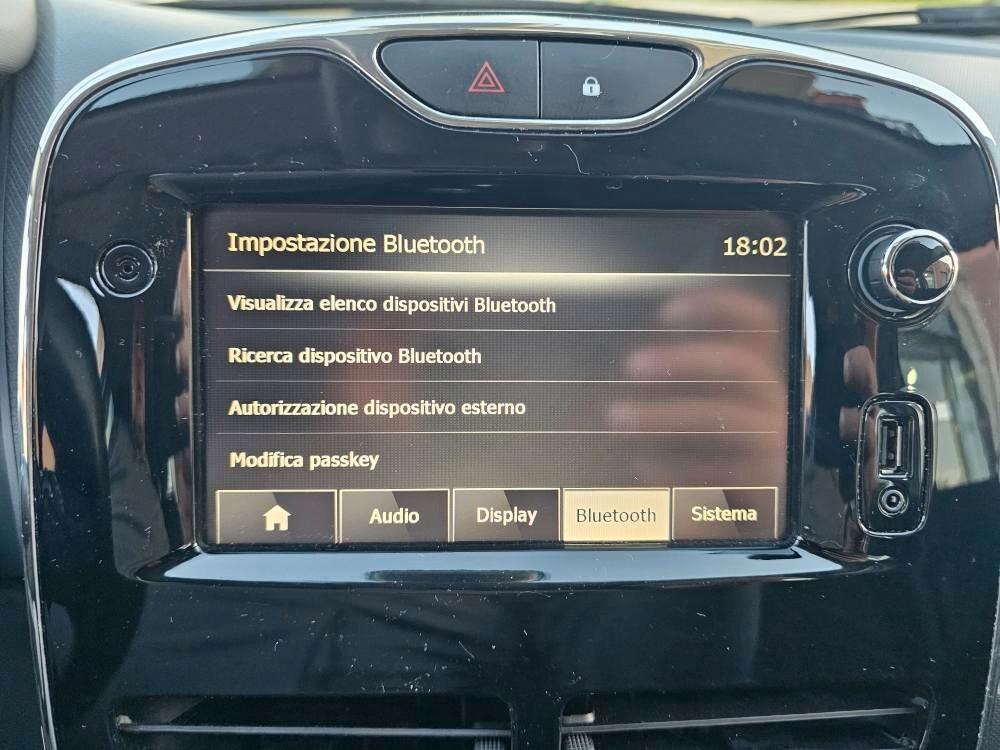 Impostazione Bluetooth 18:02
Visualizza elenco dispositivi Bluetooth
Ricerca dispositivo Bluetooth
Autorizzazione dispositivo esterno
Modifica passkey
Audio Display Bluetooth Sistema